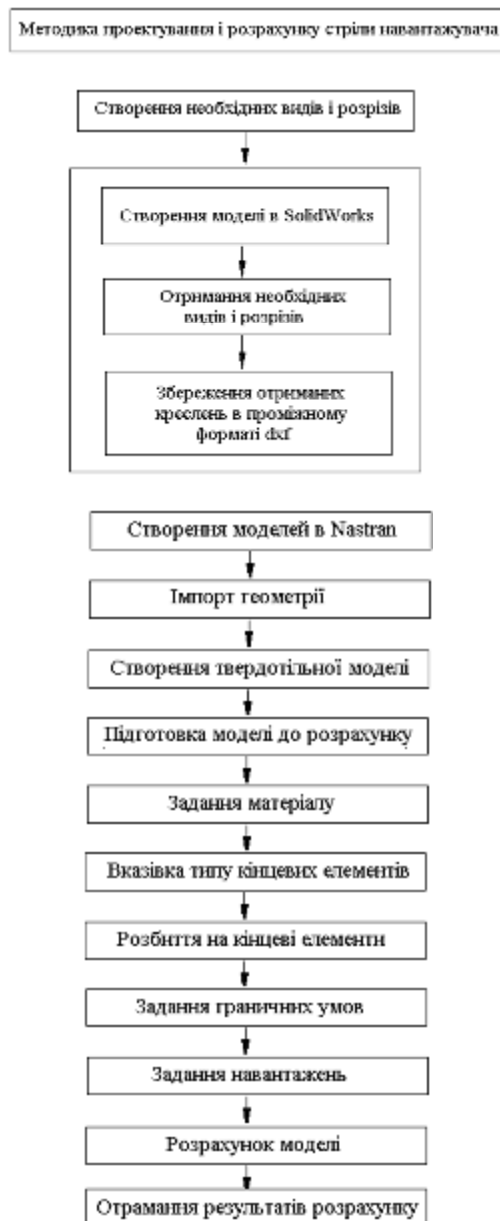 Методика проектування і розрахунку стріли навантажувача
Створення необхідних видів і розрізів
Створення моделі в SolidWorks
Отримання необхідних
видів і розрізів
Збереження отриманих
креслень в проміжному
форматі dxf
Створення моделей в Nastran
Імпорт геометрії
Створення твердотільної моделі
Підготовка моделі до розрахунку
Задання матеріалу
Вказівка типу кінцевих елементів
Розбиття на кінцеві елементи
Задання граничних умов
Задання навантажень
Розрахунок моделі
Отрамання результатів розрахунку